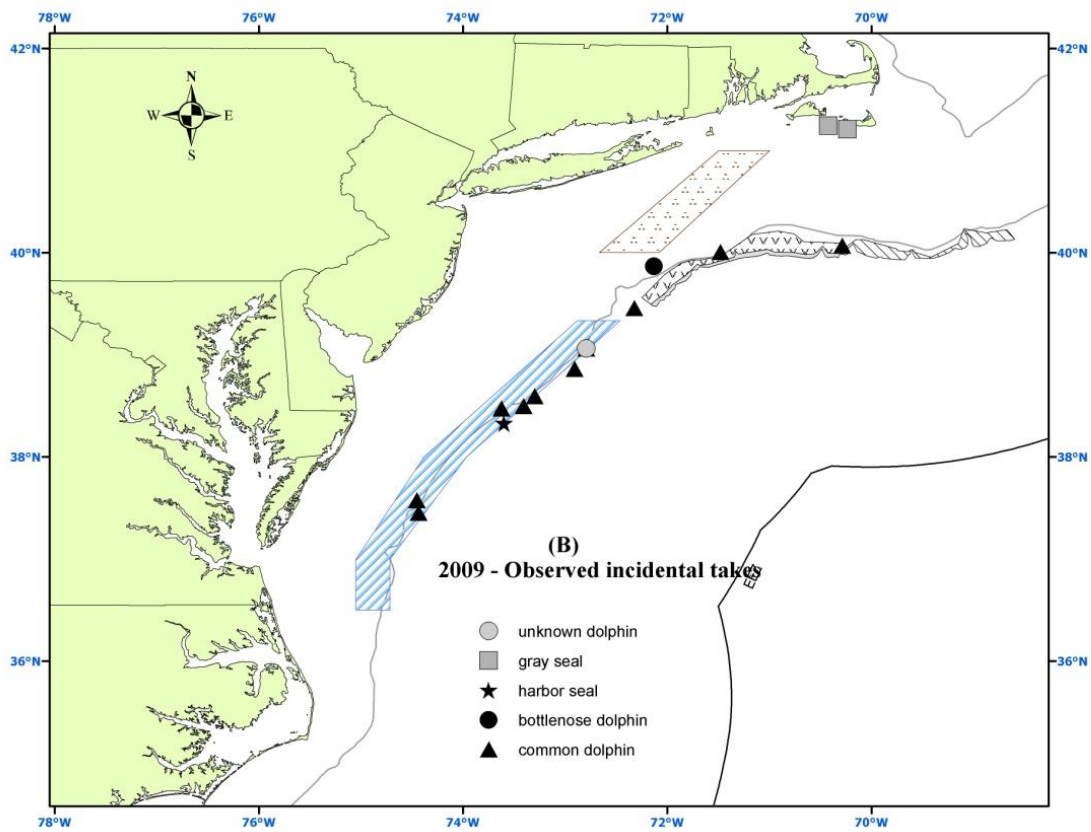 78°W 76°W 74°W 72°W 70°W
42°N 42°N
N
W E
S
40°N 40°N
38°N 38°N
(B)
2009 - Observed incidental takes
EEZ
36°N 36°N
unknown dolphin
gray seal
harbor seal
bottlenose dolphin
common dolphin
78°W 76°W 74°W 72°W 70°W